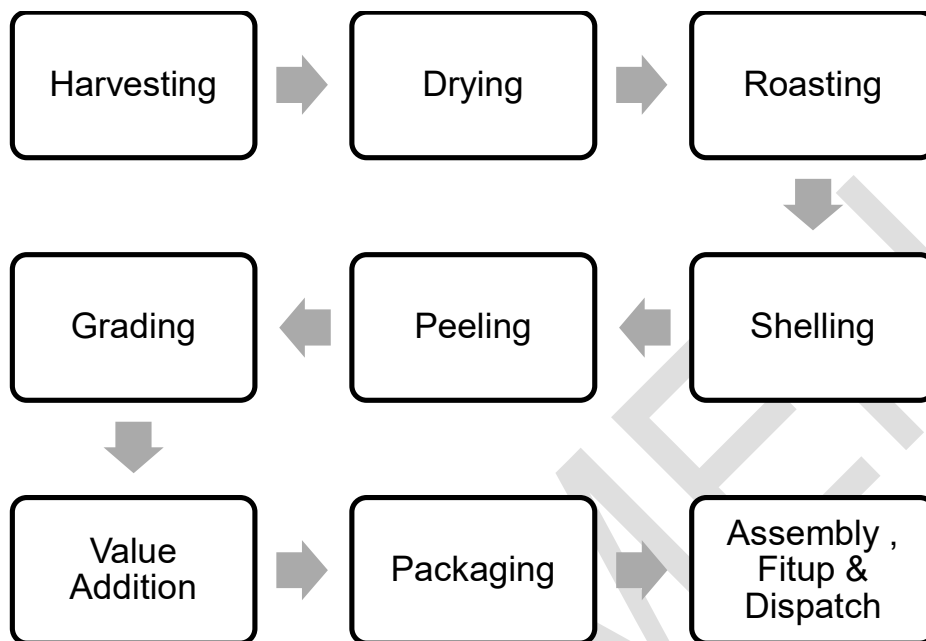 Harvesting
Drying
Roasting
Shelling
Peeling
Grading
Value
Addition
Packaging
Assembly ,
Fitup &
Dispatch